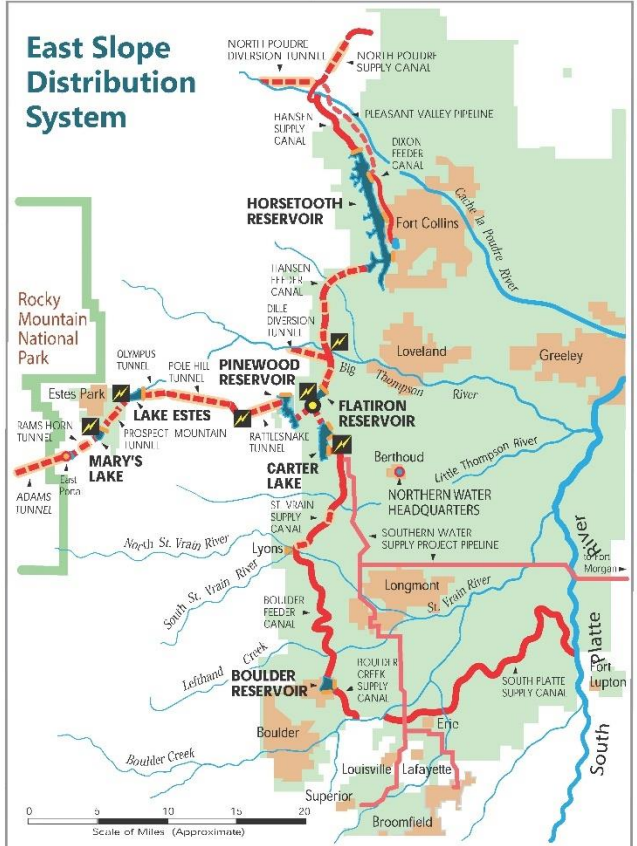 East Slope
Distribution
System
NORTH POUDRE
DIVERSION TUNNEL
NORTH POUDRE
SUPPLY CANAL
HANSEN
SUPPLY
CANAL
PLEASANT VALLEY PIPELINE
DIXON
FEEDER
CANAL
HORSETOOTH
RESERVOIR
Fort Collins
Cache la Poudre
River
HANSEN
FEEDER
CANAL
Rocky
Mountain
National
Park
DILLE
DIVERSION
TUNNEL
Loveland
Greeley
OLYMPUS
TUNNEL
POLE HILL
TUNNEL
PINEWOOD
RESERVOIR
Big Thompson River
Estes Park
LAKE ESTES
FLATIRON
RESERVOIR
RAMS HORN
TUNNEL
PROSPECT MOUNTAIN
TUNNEL
RATTLESNAKE
TUNNEL
MARY'S
LAKE
CARTER
LAKE
Berthoud
Little Thompson River
East
ADAMS
TUNNEL
NORTHERN WATER
HEADQUARTERS
ST. VRAIN
SUPPLY
CANAL
North St. Vrain River
Lyons
SOUTHERN WATER
SUPPLY PROJECT PIPELINE
to Fort
Morgan
South St. Vrain River
Longmont
St. Vrain River
BOULDER
FEEDER
CANAL
Lefthand Creek
BOULDER
RESERVOIR
BOULDER
CREEK
SUPPLY
CANAL
SOUTH PLATTE
SUPPLY CANAL
Fort
Lupton
South Platte River
Boulder
Erie
Boulder Creek
Louisville
Lafayette
Superior
Broomfield
0 5 10 15 20
Scale of Miles (Approximate)